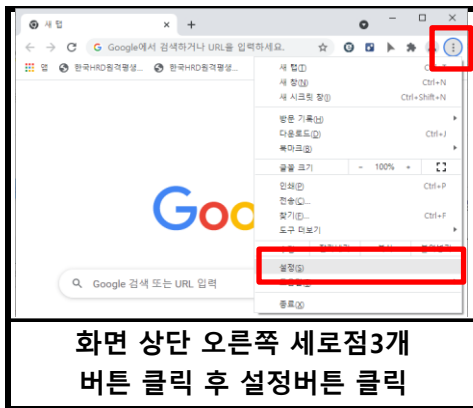 새 탭
Google에서 검색하거나 URL을 입력하세요.
앱 한국HRD원격평생... 한국HRD원격평생...
새 탭(T)
새 창(N) Ctrl+N
새 시크릿 창(I) Ctrl+Shift+N
방문 기록(H)
다운로드(D) Ctrl+J
북마크(B)
글꼴 크기 - 100% +
인쇄(P) Ctrl+P
전송(C)...
찾기(F)... Ctrl+F
도구 더보기
설정(S)
종료(X)
Goo
Google 검색 또는 URL 입력
화면 상단 오른쪽 세로점3개
버튼 클릭 후 설정버튼 클릭